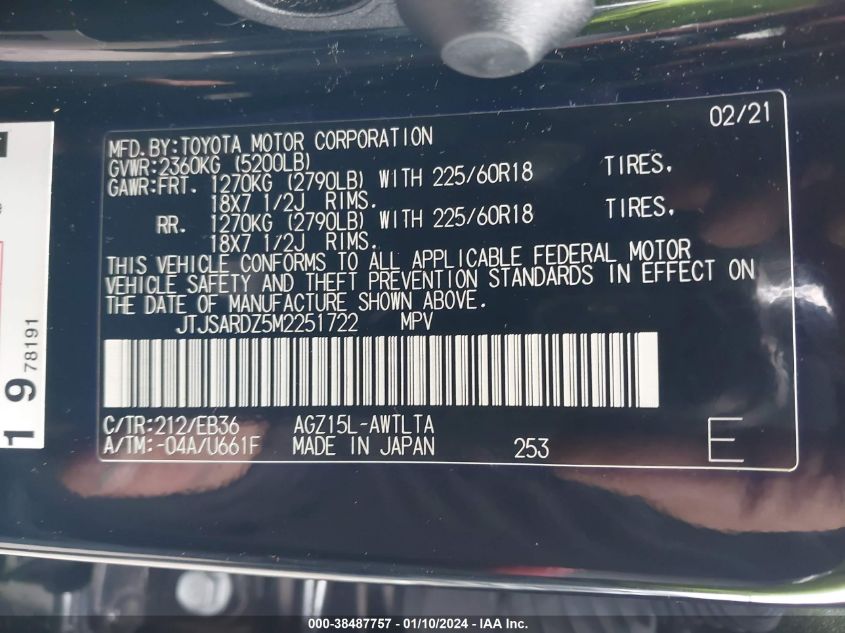 02/21
MFD.BY:TOYOTA MOTOR CORPORATION
GVWR:2360KG (5200LB)
GAWR:FRT. 1270KG (2790LB) WITH 225/60R18 TIRES.
18X7 1/2J RIMS.
RR. 1270KG (2790LB) WITH 225/60R18 TIRES.
18X7 1/2J RIMS.
THIS VEHICLE CONFORMS TO ALL APPLICABLE FEDERAL MOTOR
VEHICLE SAFETY AND THEFT PREVENTION STANDARDS IN EFFECT ON
THE DATE OF MANUFACTURE SHOWN ABOVE.
JTJSARDZ5M2251722 MPV
C/TR:212/EB36 AGZ15L-AWTLTA
A/TM:-04A/U661F MADE IN JAPAN 253 E
19 78191
000-38487757 - 01/10/2024 - IAA Inc.